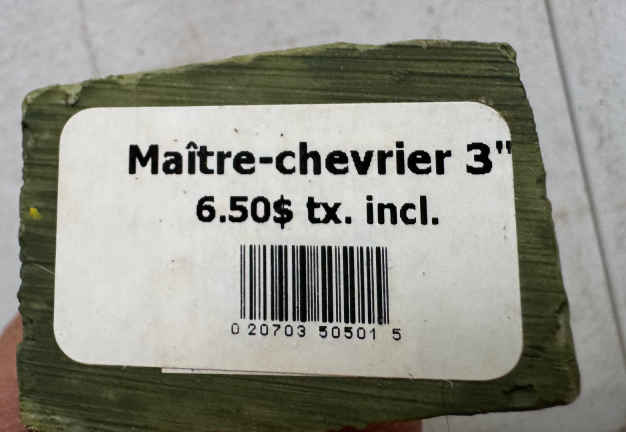 Maître-chevrier 3"
6.50$ tx. incl.
0 20703 50501 5